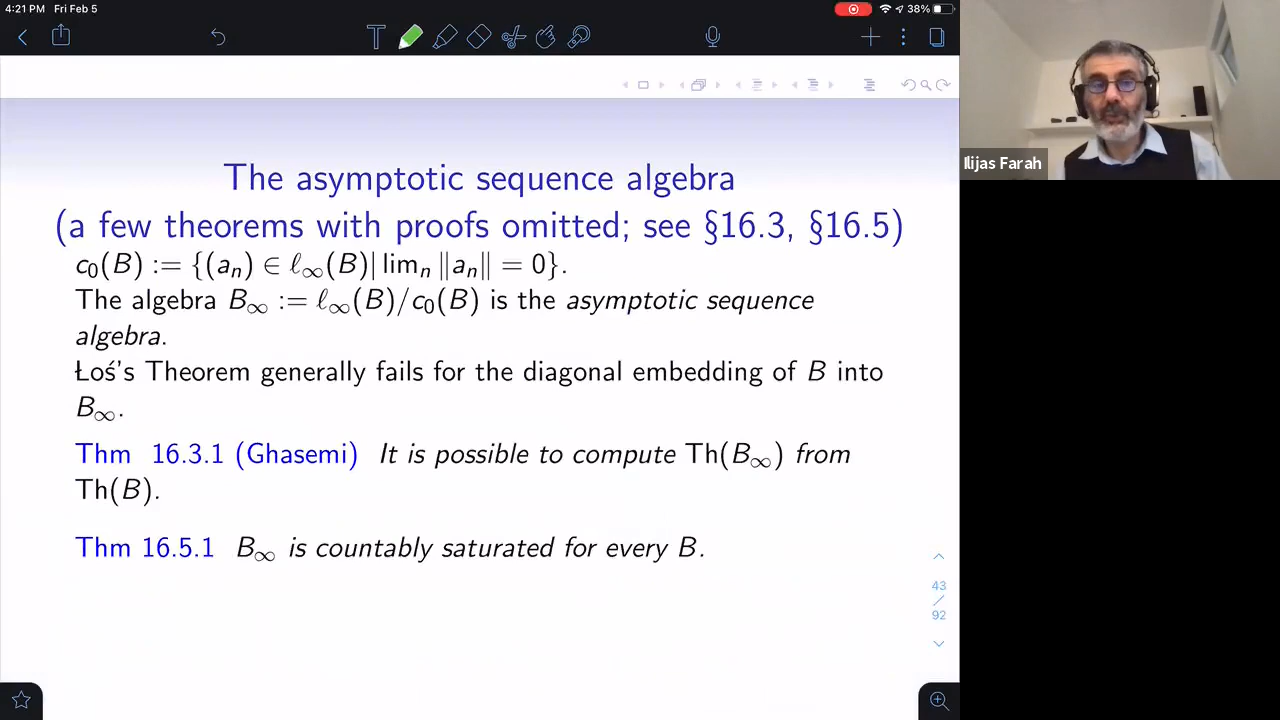 4:21 PM Fri Feb 5
38%
The asymptotic sequence algebra
(a few theorems with proofs omitted; see §16.3, §16.5)
c₀(B) := {(aₙ) ∈ ℓ∞(B)| limₙ ‖aₙ‖ = 0}.
The algebra B∞ := ℓ∞(B)/c₀(B) is the asymptotic sequence
algebra.
Łoś's Theorem generally fails for the diagonal embedding of B into
B∞.
Thm 16.3.1 (Ghasemi) It is possible to compute Th(B∞) from
Th(B).
Thm 16.5.1 B∞ is countably saturated for every B.
43
/
92
Ilijas Farah